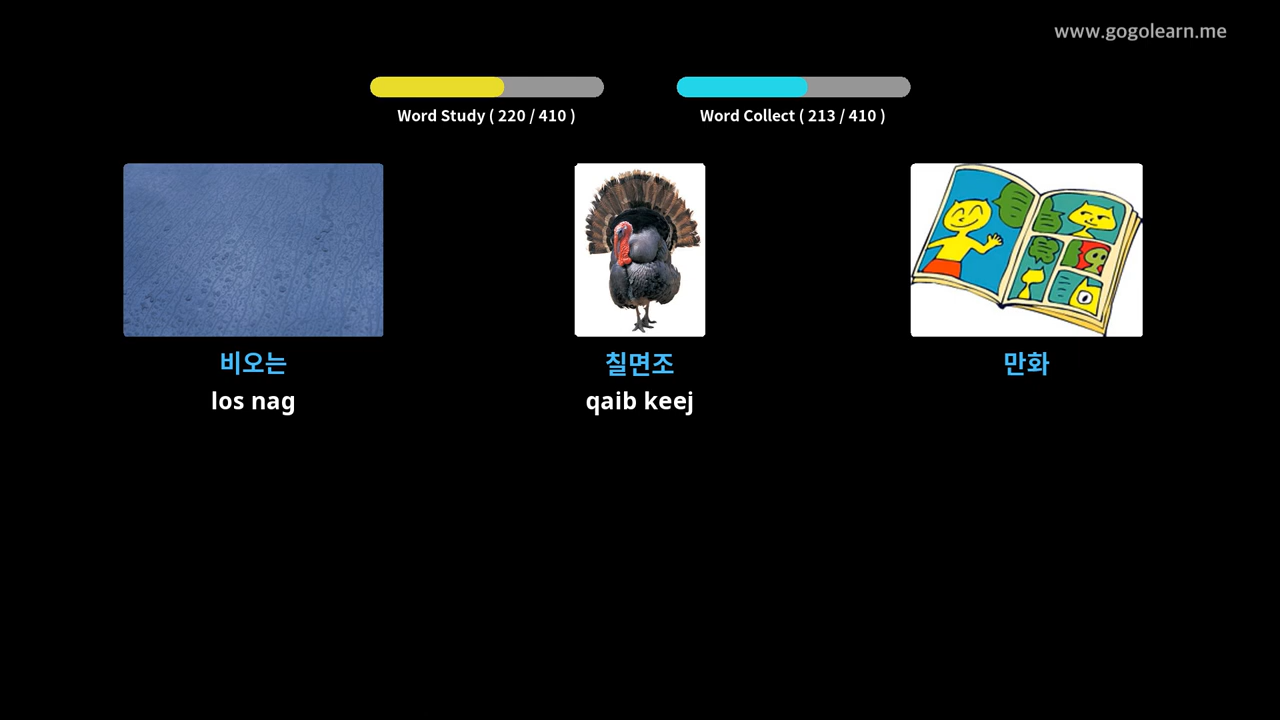 www.gogolearn.me
Word Study ( 220 / 410 )
Word Collect ( 213 / 410 )
비오는
los nag
칠면조
qaib keej
만화